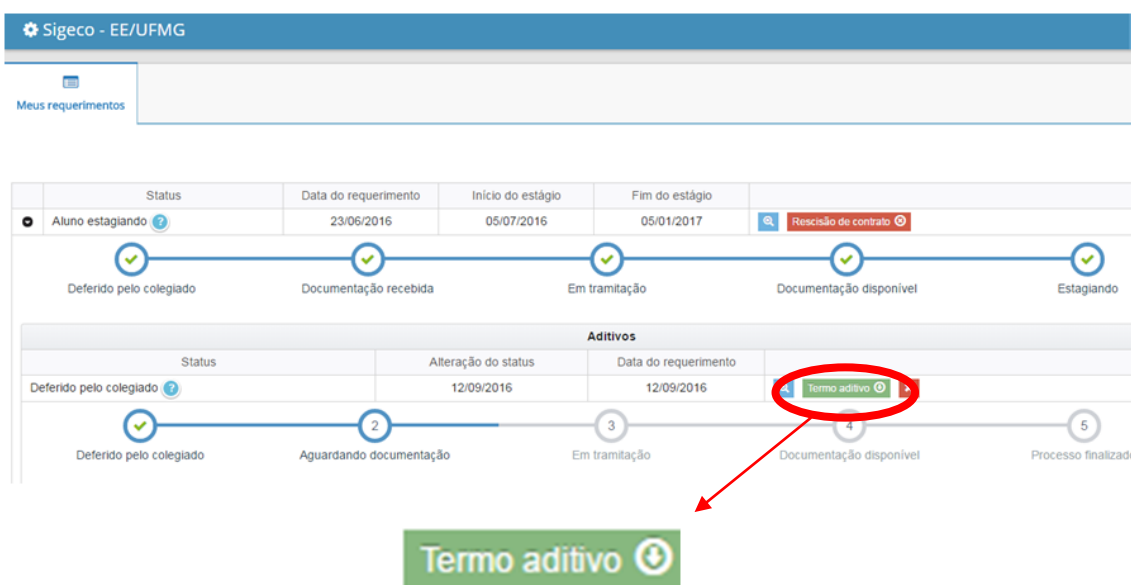 Sigeco - EE/UFMG
Meus requerimentos
Status Data do requerimento Início do estágio Fim do estágio
Aluno estagiando ? 23/06/2016 05/07/2016 05/01/2017 Rescisão de contrato
Deferido pelo colegiado Documentação recebida Em tramitação Documentação disponível Estagiando
Aditivos
Status Alteração do status Data do requerimento
Deferido pelo colegiado ? 12/09/2016 12/09/2016 Termo aditivo
2 3 4 5
Deferido pelo colegiado Aguardando documentação Em tramitação Documentação disponível Processo finalizad
Termo aditivo